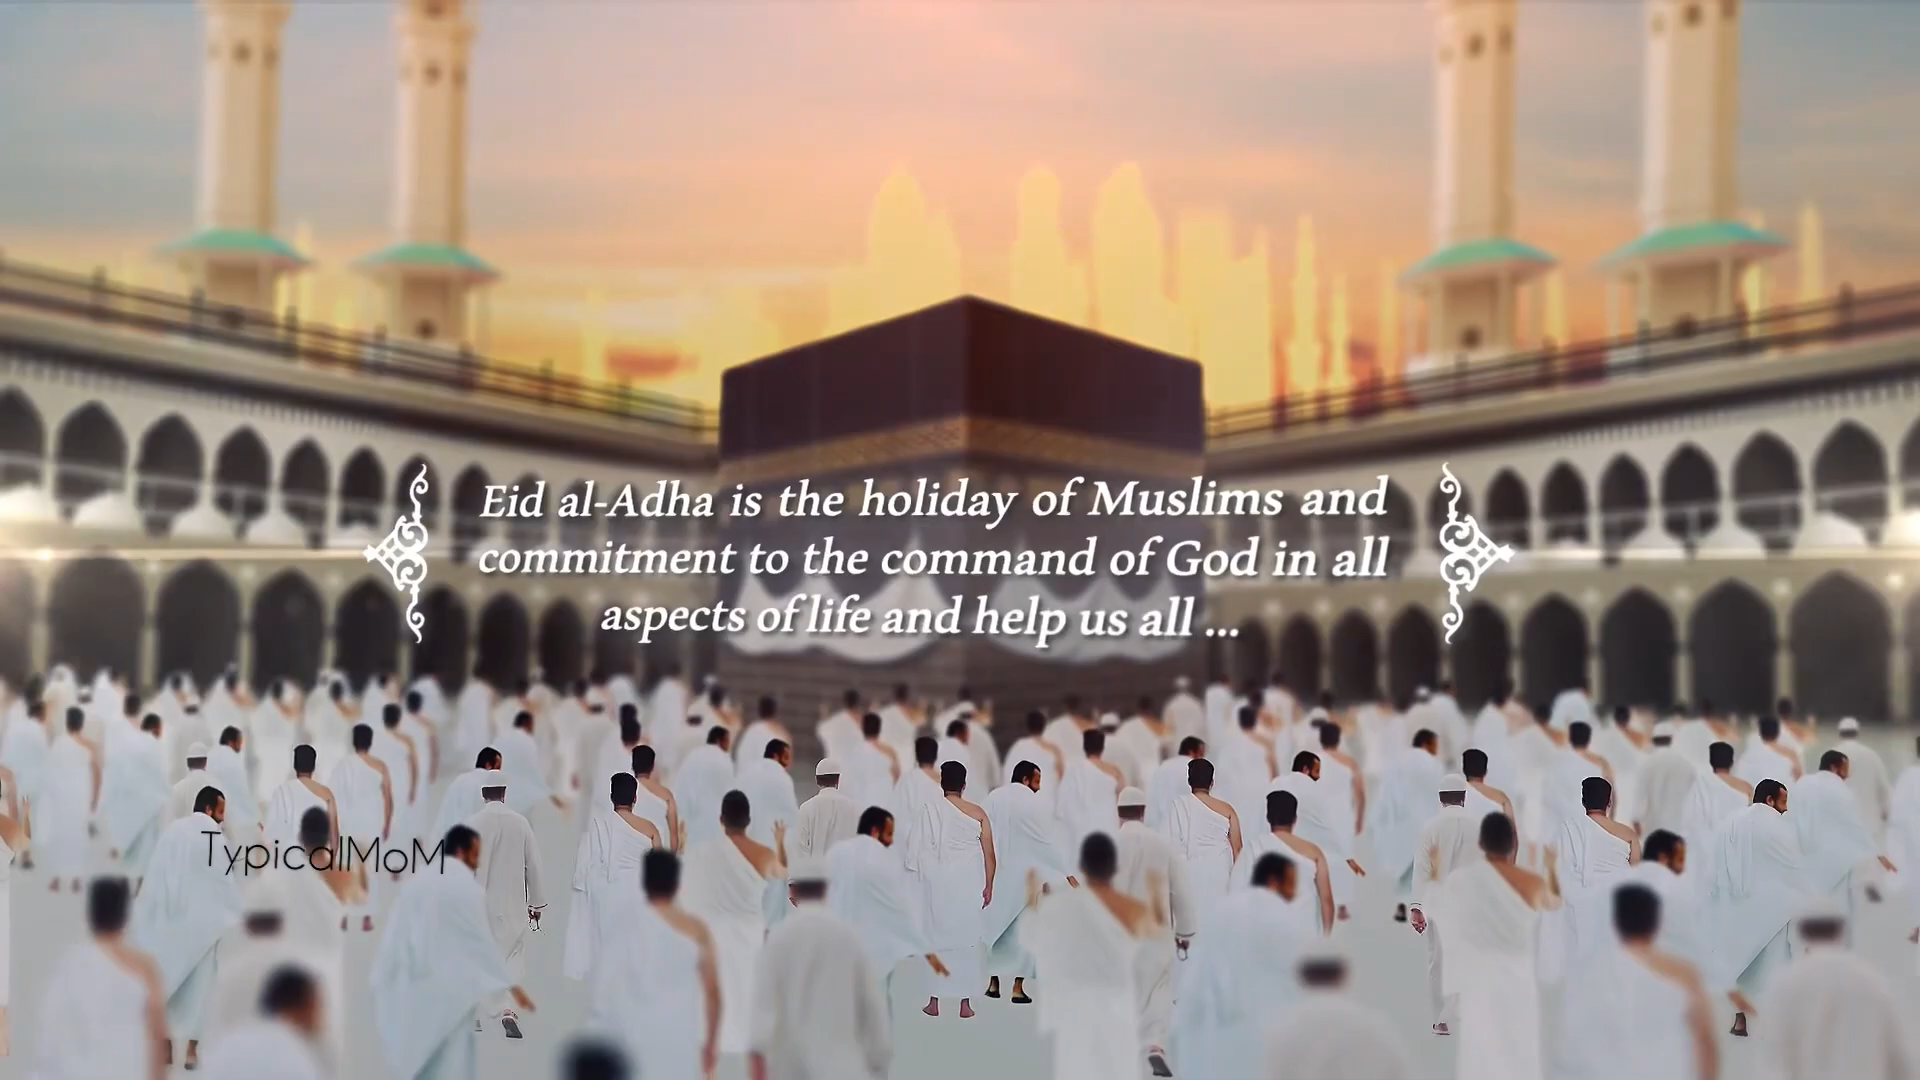 Eid al-Adha is the holiday of Muslims and
commitment to the command of God in all
aspects of life and help us all ...
TypicalMoM